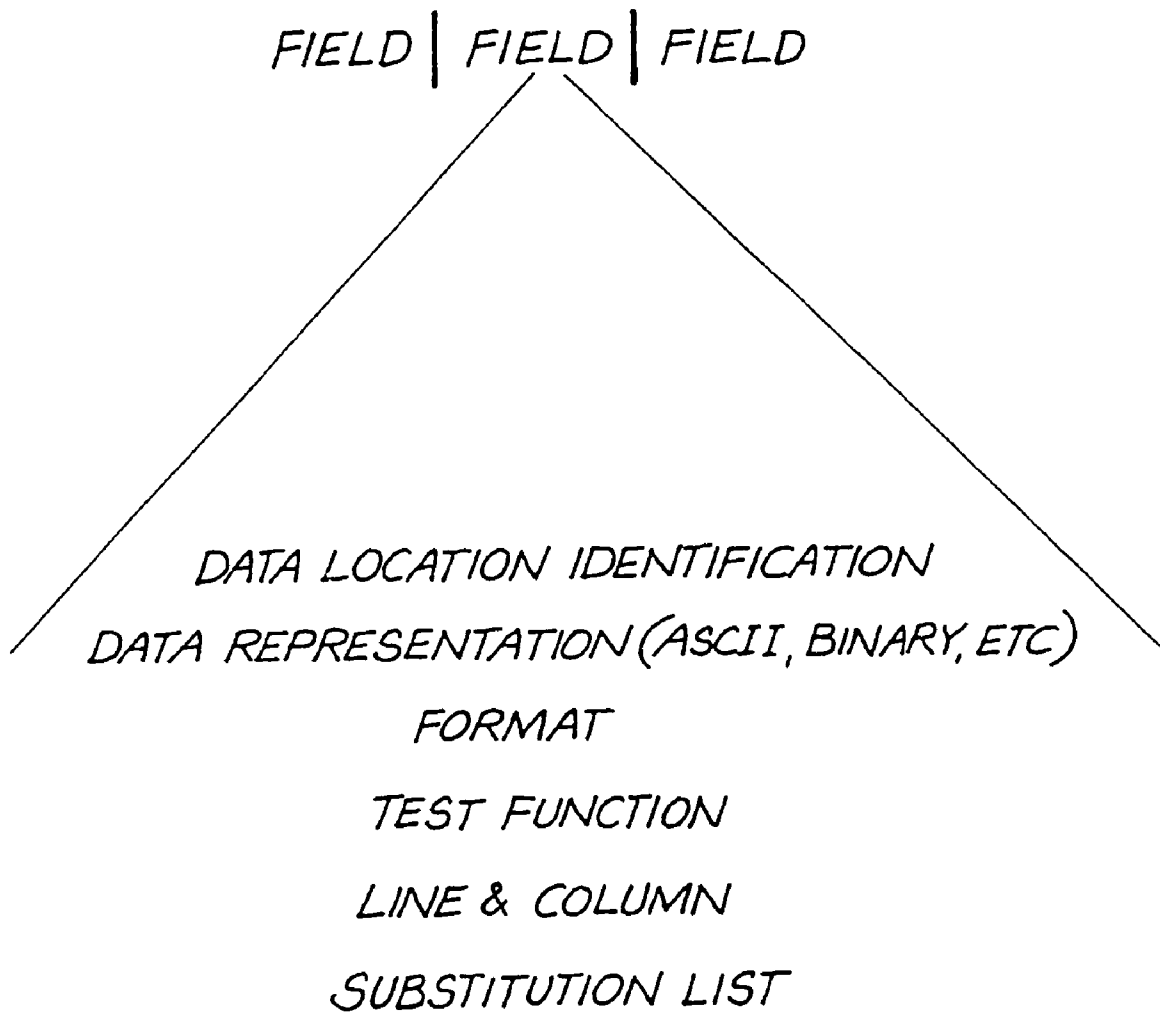 FIELD | FIELD | FIELD
DATA LOCATION IDENTIFICATION
DATA REPRESENTATION (ASCII, BINARY, ETC)
FORMAT
TEST FUNCTION
LINE & COLUMN
SUBSTITUTION LIST